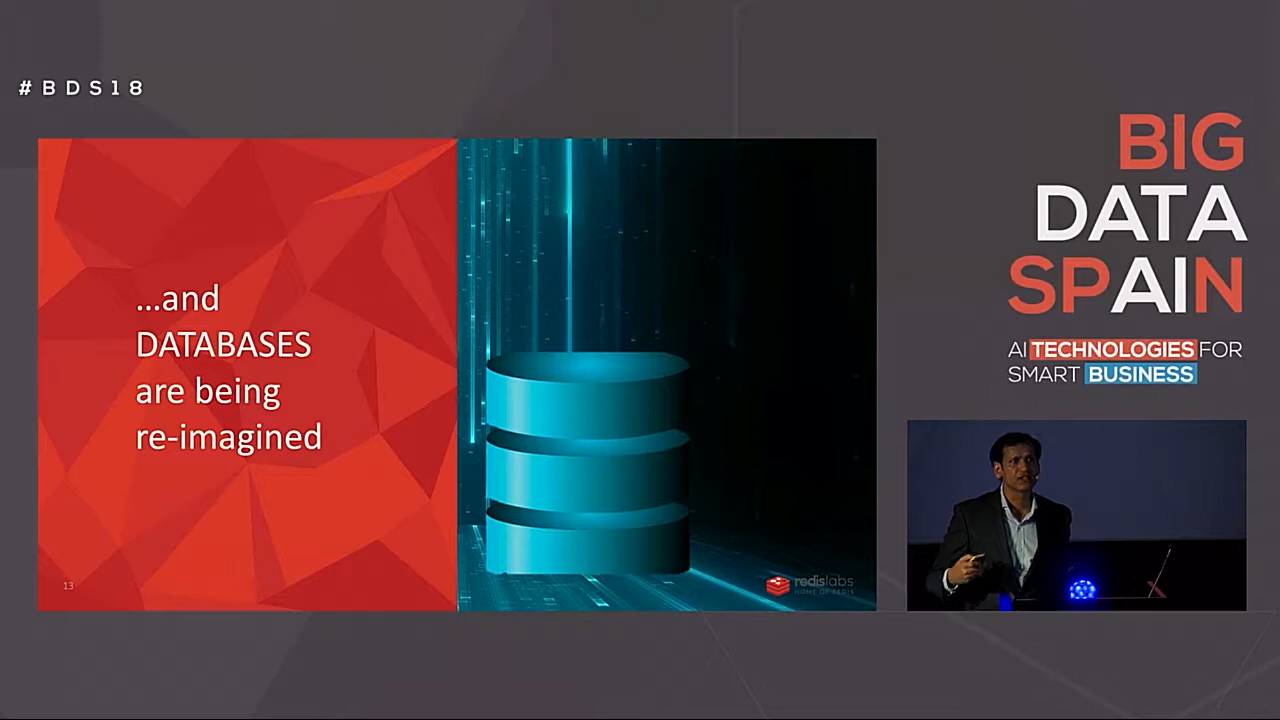 #BDS18
...and
DATABASES
are being
re-imagined
13
redislabs
HOME OF REDIS
BIG
DATA
SPAIN
AI TECHNOLOGIES FOR
SMART BUSINESS